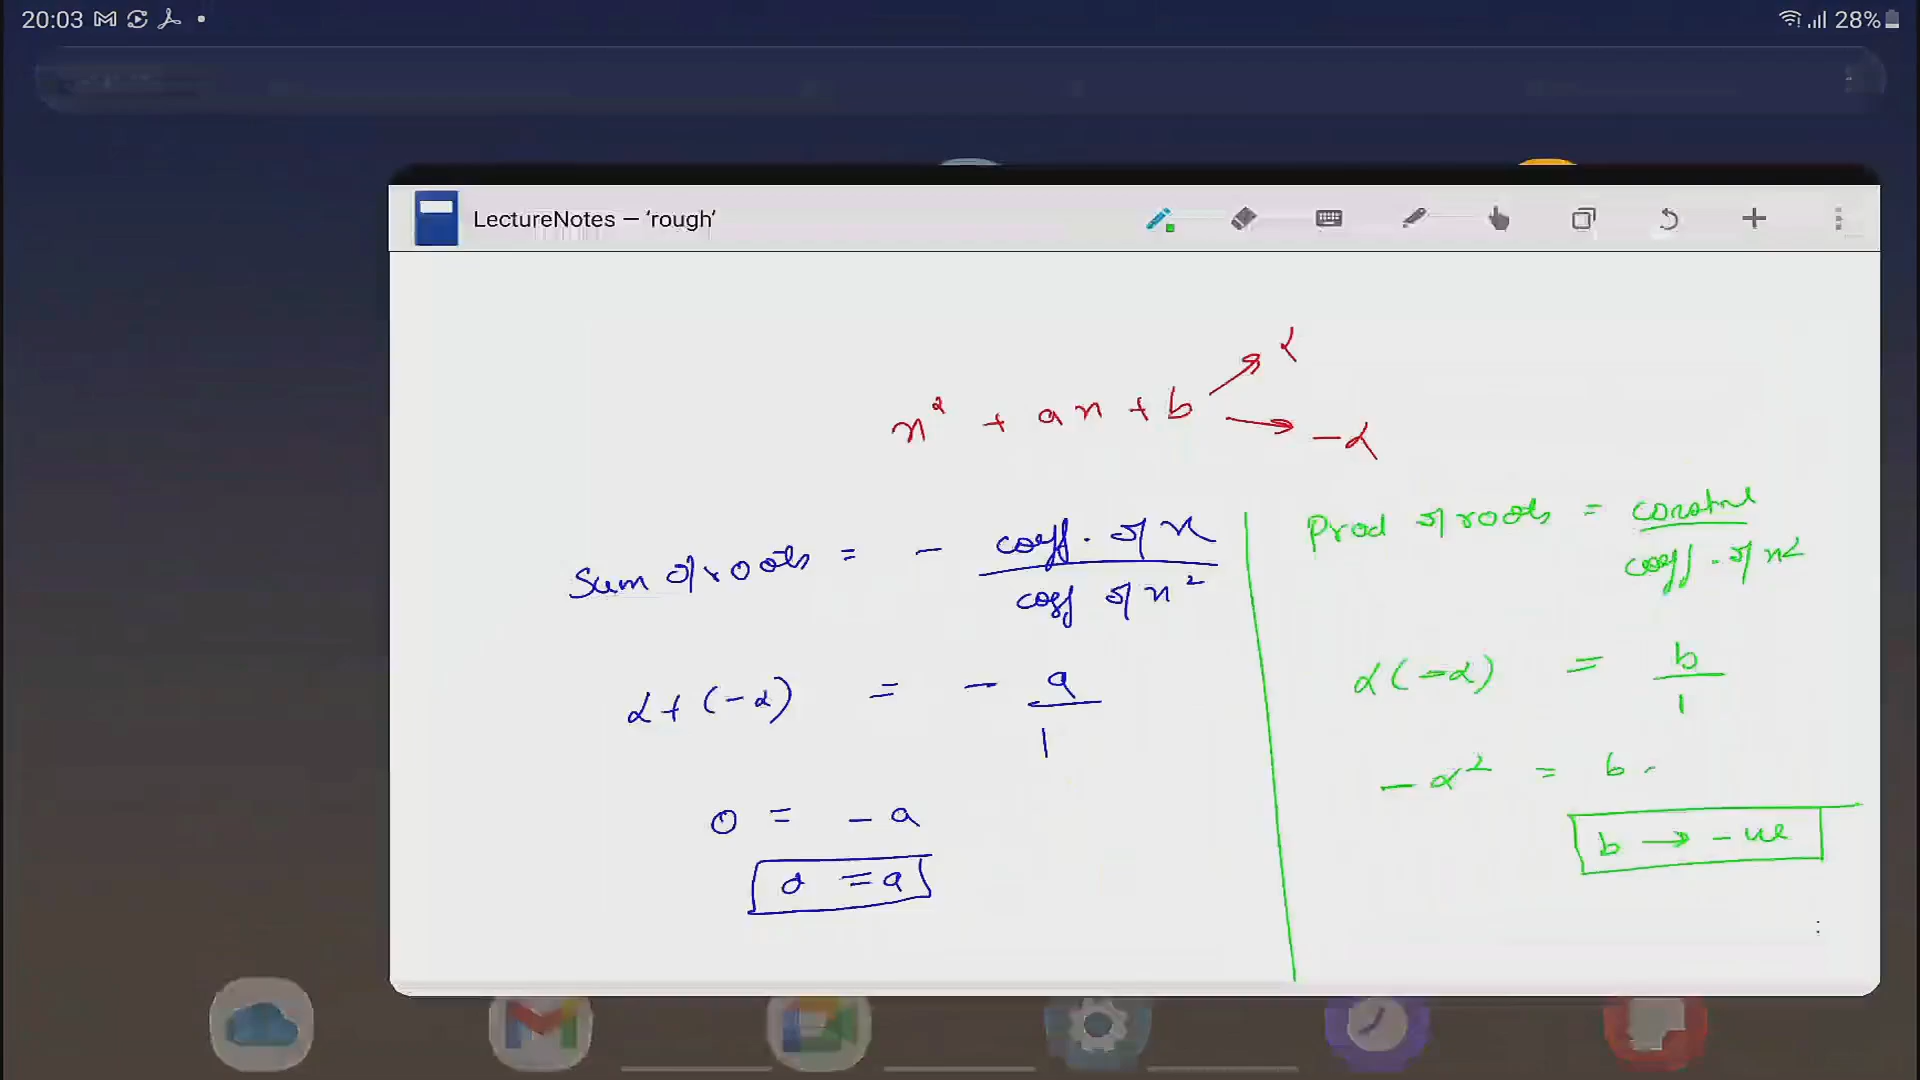 20:03
28%
LectureNotes – ‘rough’
α
x² + ax + b
-α
Sum of roots = - coeff. of x / coeff of x²
α + (-α) = - a / 1
0 = - a
0 = a
Prod of roots = / coeff. of x²
α(-α) = b / 1
-α² = b
b → -ve